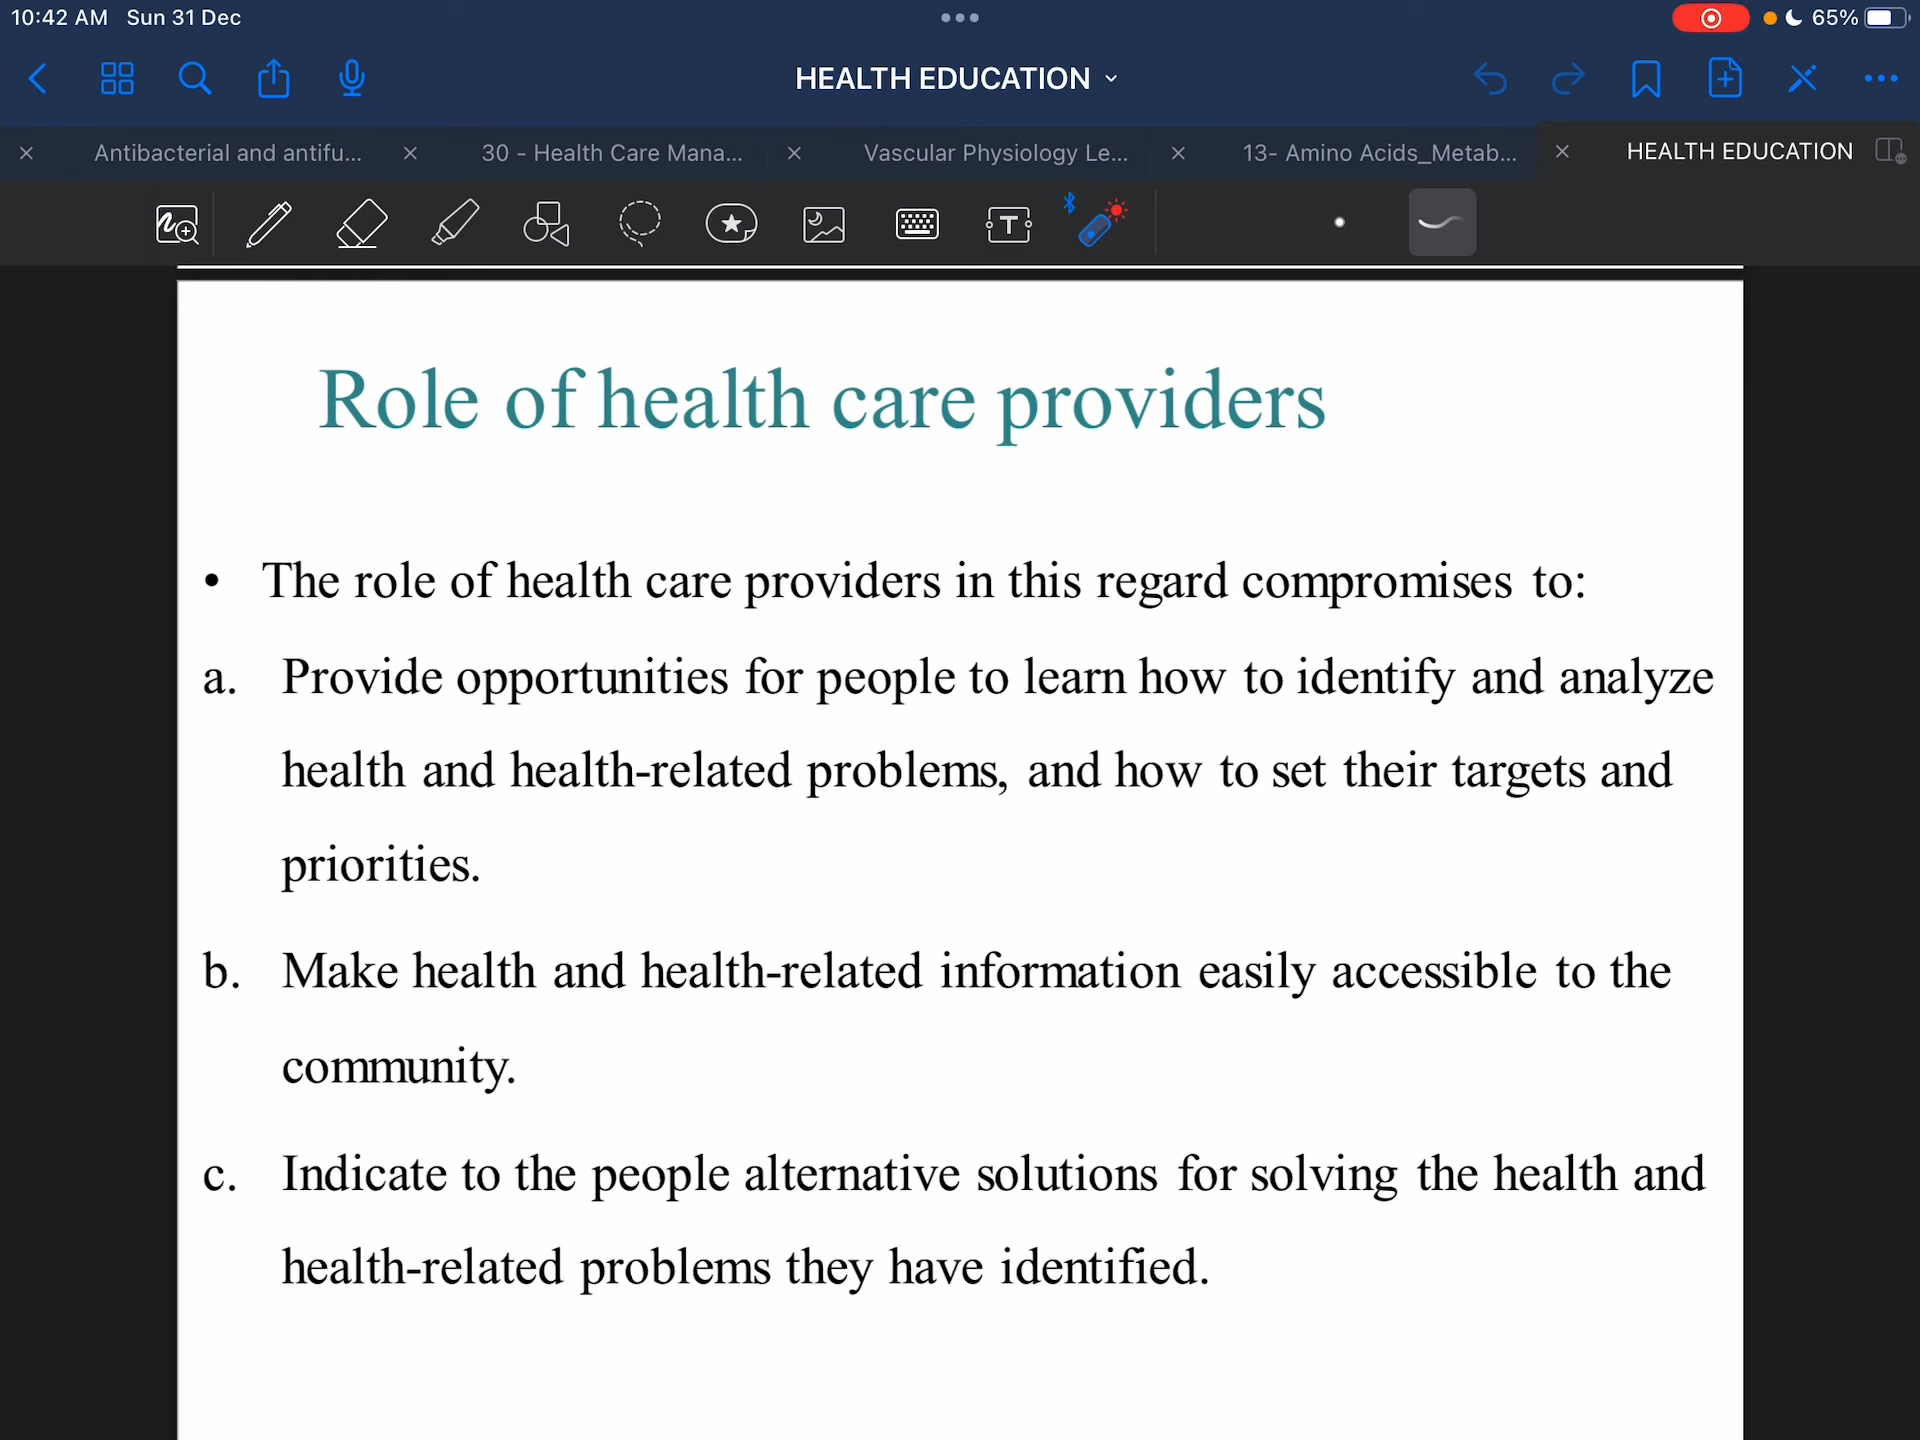 10:42 AM Sun 31 Dec
65%
HEALTH EDUCATION
Antibacterial and antifu...
30 - Health Care Mana...
Vascular Physiology Le...
13- Amino Acids_Metab...
HEALTH EDUCATION
T
Role of health care providers
• The role of health care providers in this regard compromises to:
a. Provide opportunities for people to learn how to identify and analyze
health and health-related problems, and how to set their targets and
priorities.
b. Make health and health-related information easily accessible to the
community.
c. Indicate to the people alternative solutions for solving the health and
health-related problems they have identified.